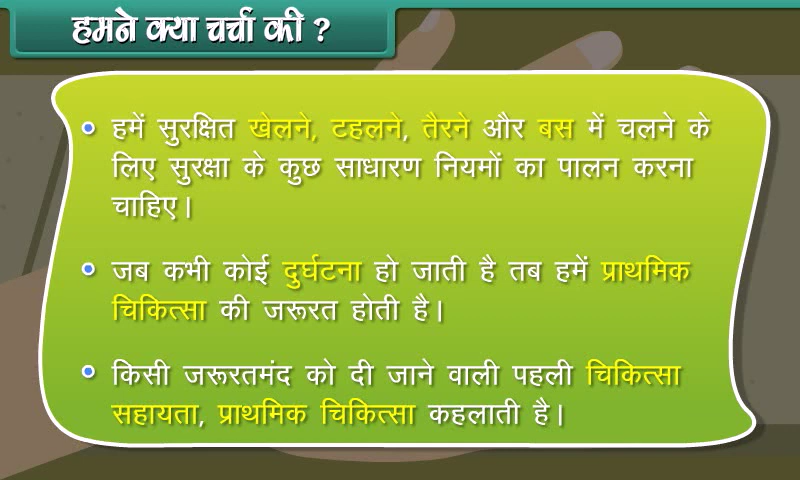 हमने क्या चर्चा की ?
हमें सुरक्षित खेलने, टहलने, तैरने और बस में चलने के
लिए सुरक्षा के कुछ साधारण नियमों का पालन करना
चाहिए।
जब कभी कोई दुर्घटना हो जाती है तब हमें प्राथमिक
चिकित्सा की जरूरत होती है।
किसी जरूरतमंद को दी जाने वाली पहली चिकित्सा
सहायता, प्राथमिक चिकित्सा कहलाती है।